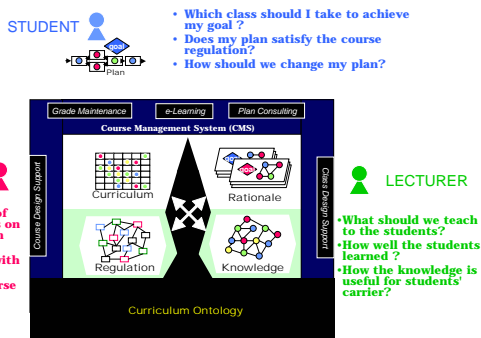 STUDENT
goal
Plan
• Which class should I take to achieve
my goal ?
• Does my plan satisfy the course
regulation?
• How should we change my plan?
Grade Maintenance
e-Learning
Plan Consulting
Course Management System (CMS)
Course Design Support
Class Design Support
Curriculum
goal
Rationale
Regulation
Knowledge
Curriculum Ontology
of
on
with
LECTURER
•What should we teach
to the students?
•How well the students
learned ?
•How the knowledge is
useful for students'
carrier?